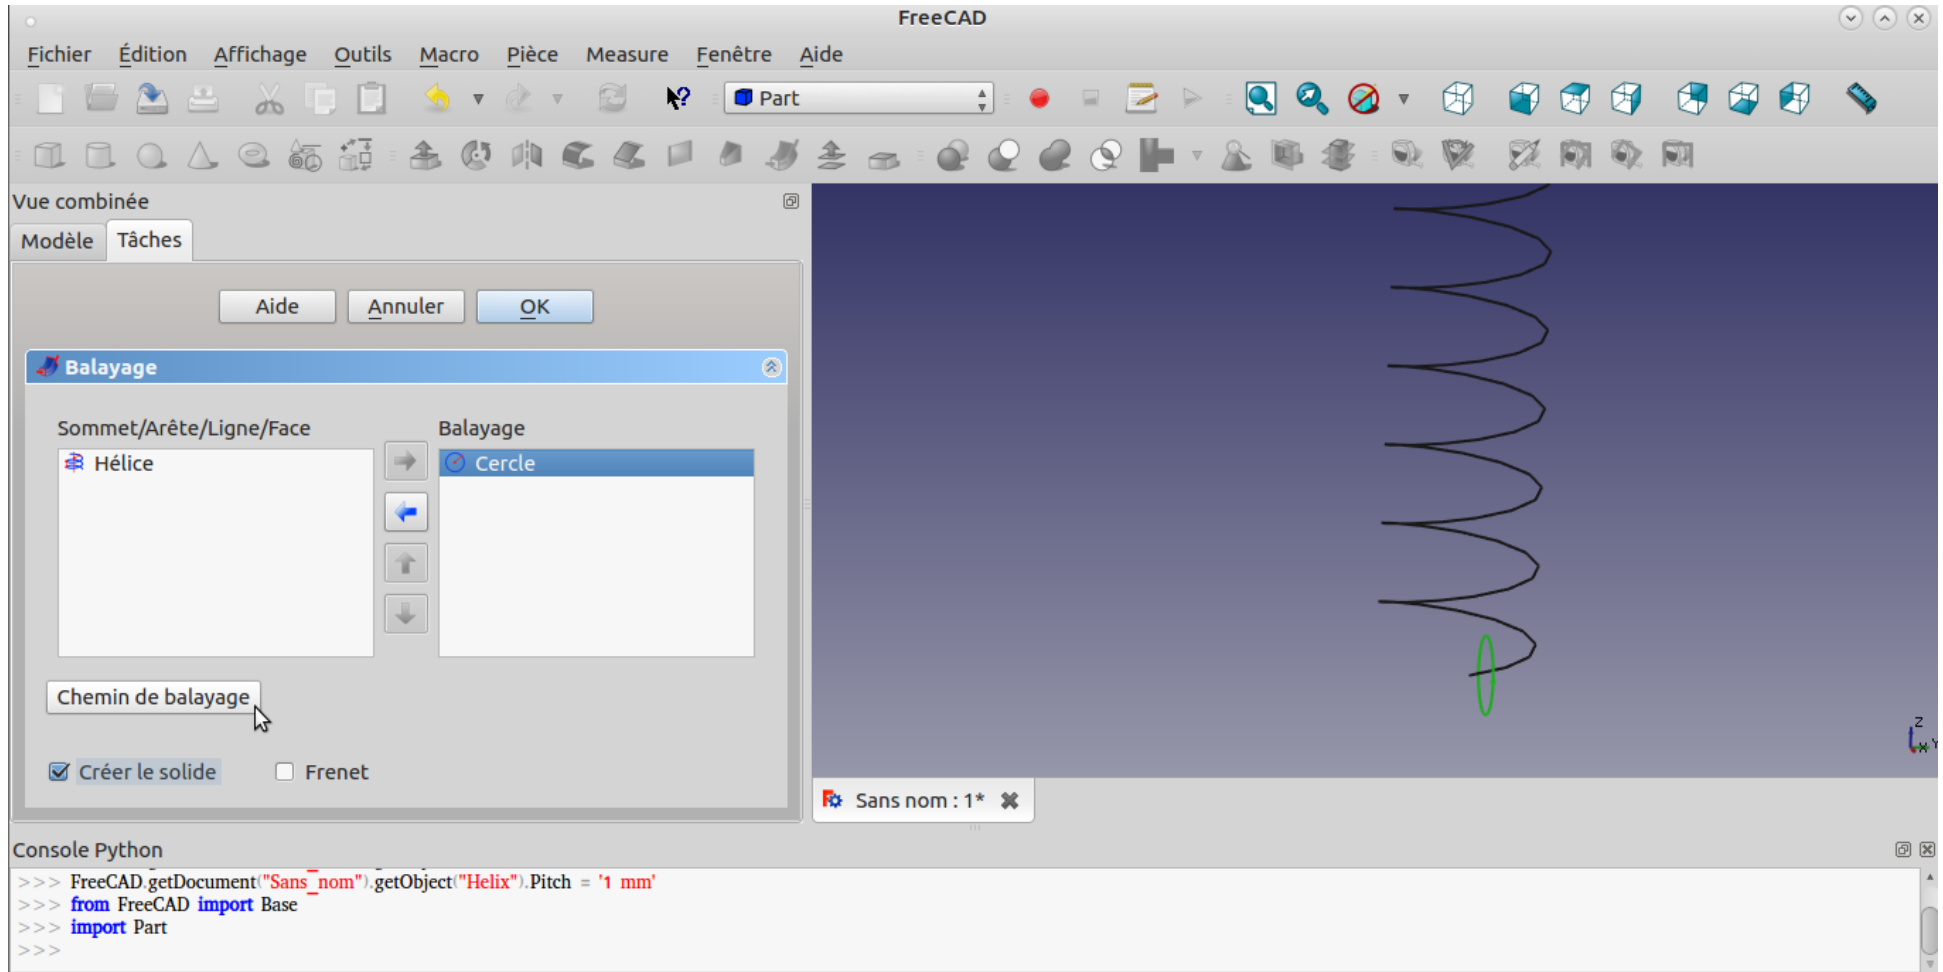 FreeCAD
Fichier Édition Affichage Outils Macro Pièce Measure Fenêtre Aide
Part
Vue combinée
Modèle Tâches
Aide Annuler OK
Balayage
Sommet/Arête/Ligne/Face Balayage
Hélice Cercle
Chemin de balayage
Créer le solide Frenet
Z
Y
Sans nom : 1*
Console Python
>>> FreeCAD.getDocument("Sans_nom").getObject("Helix").Pitch = '1 mm'
>>> from FreeCAD import Base
>>> import Part
>>>